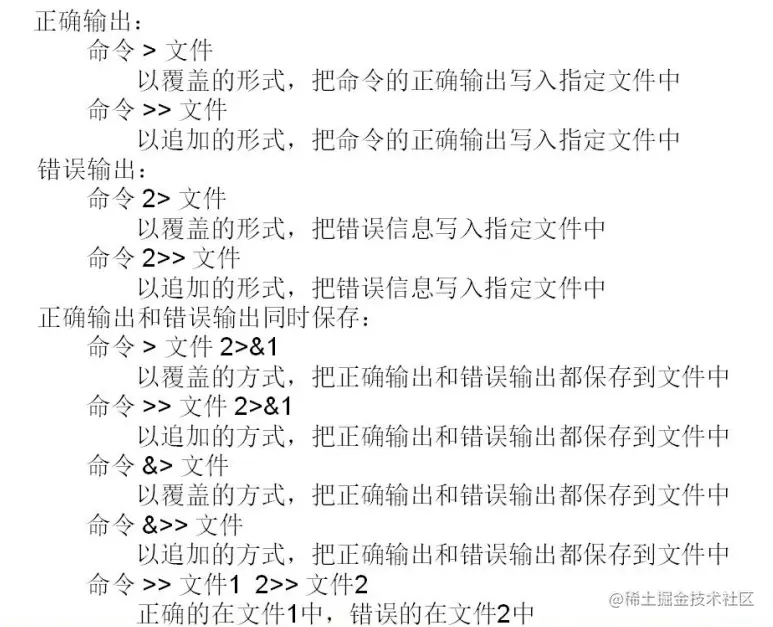 正确输出：
命令 > 文件
以覆盖的形式，把命令的正确输出写入指定文件中
命令 >> 文件
以追加的形式，把命令的正确输出写入指定文件中
错误输出：
命令 2> 文件
以覆盖的形式，把错误信息写入指定文件中
命令 2>> 文件
以追加的形式，把错误信息写入指定文件中
正确输出和错误输出同时保存：
命令 > 文件 2>&1
以覆盖的方式，把正确输出和错误输出都保存到文件中
命令 >> 文件 2>&1
以追加的方式，把正确输出和错误输出都保存到文件中
命令 &> 文件
以覆盖的方式，把正确输出和错误输出都保存到文件中
命令 &>> 文件
以追加的方式，把正确输出和错误输出都保存到文件中
命令 >> 文件1 2>> 文件2
正确的在文件1中，错误的在文件2中
@稀土掘金技术社区